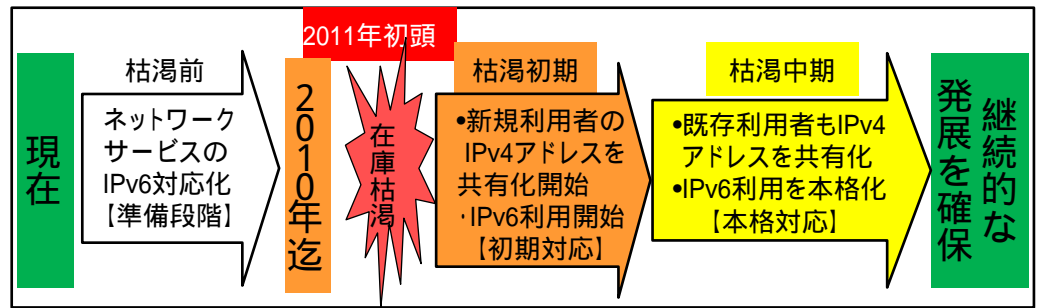 現在
枯渇前
ネットワーク
サービスの
IPv6対応化
【準備段階】
2010年迄
2011年初頭
在庫枯渇
枯渇初期
•新規利用者の
IPv4アドレスを
共有化開始
・IPv6利用開始
【初期対応】
枯渇中期
•既存利用者もIPv4
アドレスを共有化
•IPv6利用を本格化
【本格対応】
継続的な
発展を確保